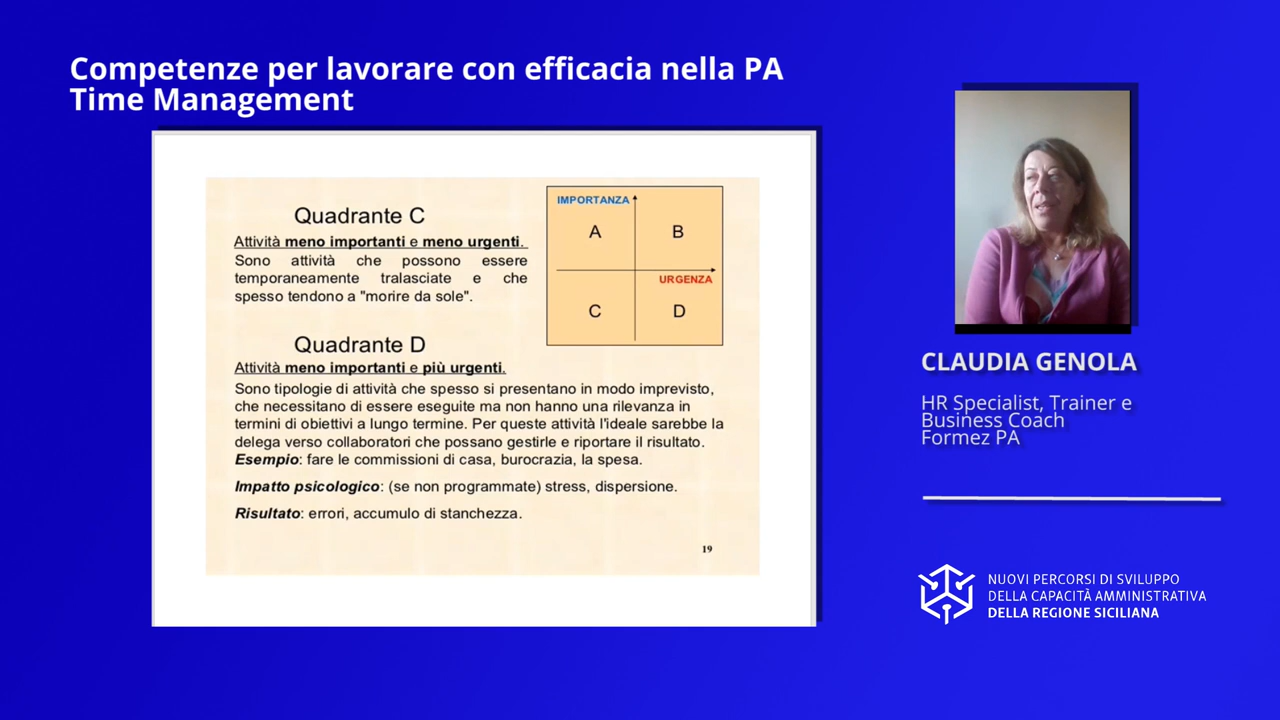 Competenze per lavorare con efficacia nella PA
Time Management
Quadrante C
Attività meno importanti e meno urgenti.
Sono attività che possono essere
temporaneamente tralasciate e che
spesso tendono a "morire da sole".
IMPORTANZA
A
B
URGENZA
C
D
Quadrante D
Attività meno importanti e più urgenti.
Sono tipologie di attività che spesso si presentano in modo imprevisto,
che necessitano di essere eseguite ma non hanno una rilevanza in
termini di obiettivi a lungo termine. Per queste attività l'ideale sarebbe la
delega verso collaboratori che possano gestirle e riportare il risultato.
Esempio: fare le commissioni di casa, burocrazia, la spesa.
Impatto psicologico: (se non programmate) stress, dispersione.
Risultato: errori, accumulo di stanchezza.
19
CLAUDIA GENOLA
HR Specialist, Trainer e
Business Coach
Formez PA
NUOVI PERCORSI DI SVILUPPO
DELLA CAPACITÀ AMMINISTRATIVA
DELLA REGIONE SICILIANA